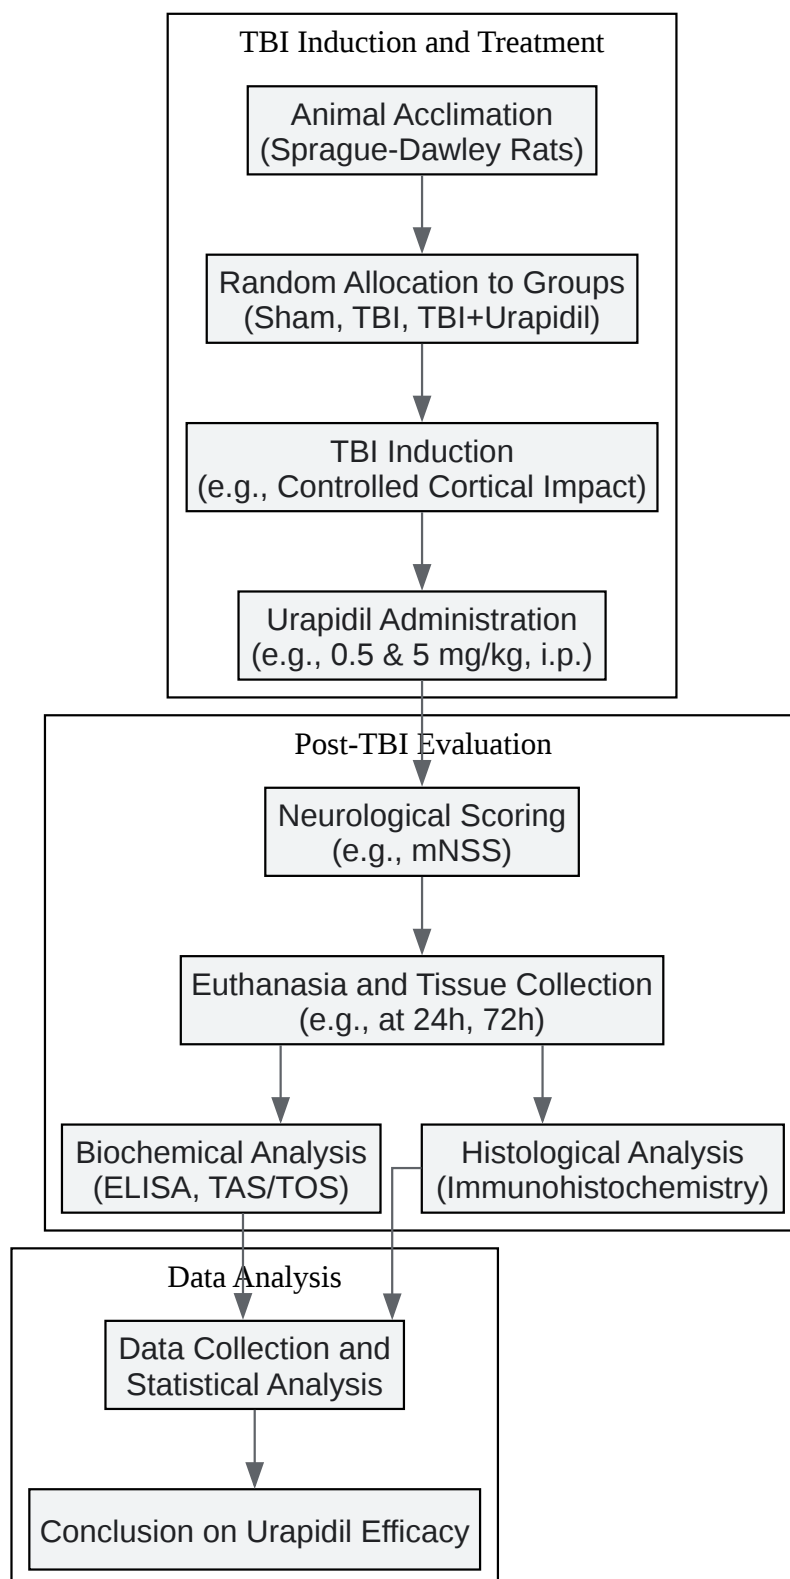 TBI Induction and Treatment
Animal Acclimation
(Sprague-Dawley Rats)
Random Allocation to Groups
(Sham, TBI, TBI+Urapidil)
TBI Induction
(e.g., Controlled Cortical Impact)
Urapidil Administration
(e.g., 0.5 & 5 mg/kg, i.p.)
Post-TBI Evaluation
Neurological Scoring
(e.g., mNSS)
Euthanasia and Tissue Collection
(e.g., at 24h, 72h)
Biochemical Analysis
(ELISA, TAS/TOS)
Histological Analysis
(Immunohistochemistry)
Data Analysis
Data Collection and
Statistical Analysis
Conclusion on Urapidil Efficacy